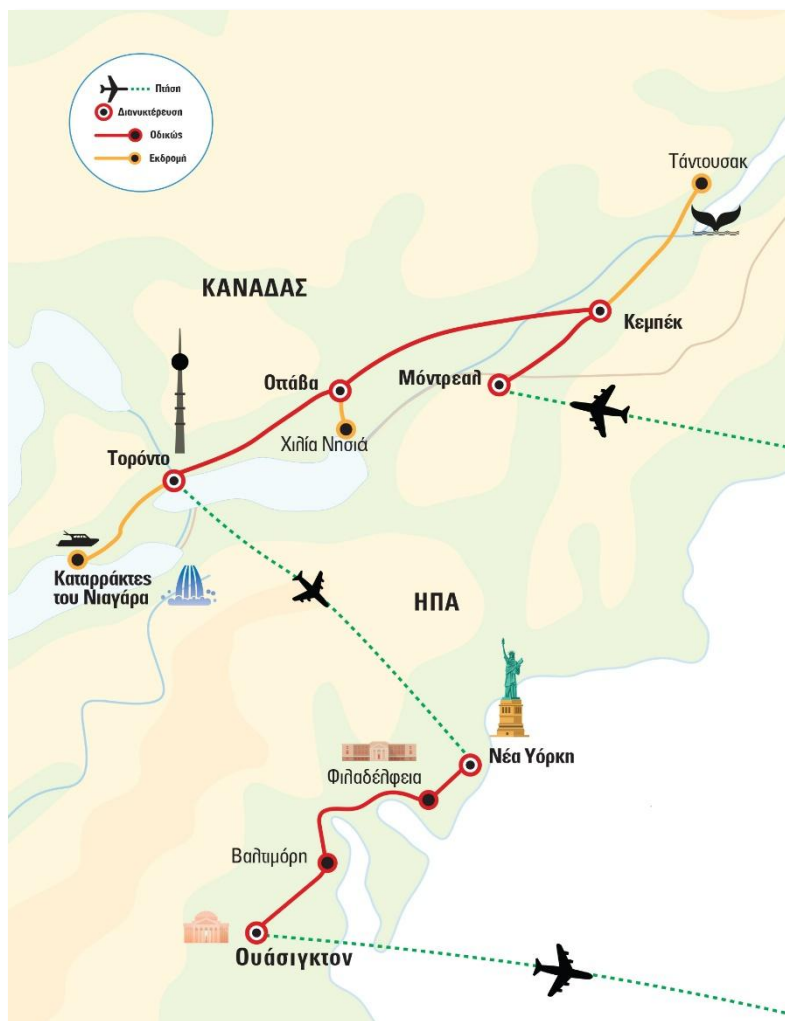 Πτήση
Διανυκτέρευση
Οδικώς
Εκδρομή
Τάντουσακ
ΚΑΝΑΔΑΣ
Κεμπέκ
Οττάβα
Μόντρεαλ
Χιλία Νησιά
Τορόντο
Καταρράκτες
του Νιαγάρα
ΗΠΑ
Νέα Υόρκη
Φιλαδέλφεια
Βαλτιμόρη
Ουάσιγκτον